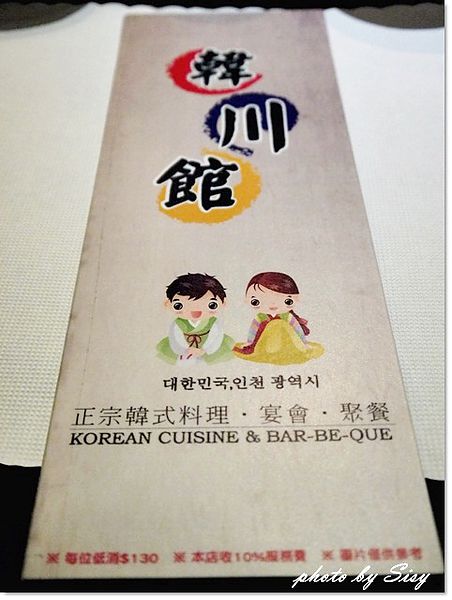 韓川館
대한민국,인천 광역시
正宗韓式料理·宴會·聚餐
KOREAN CUISINE & BAR-BE-QUE
※ 每位低消$130 ※ 本店收10%服務費 ※ 圖片僅供參考
photo by Sisy